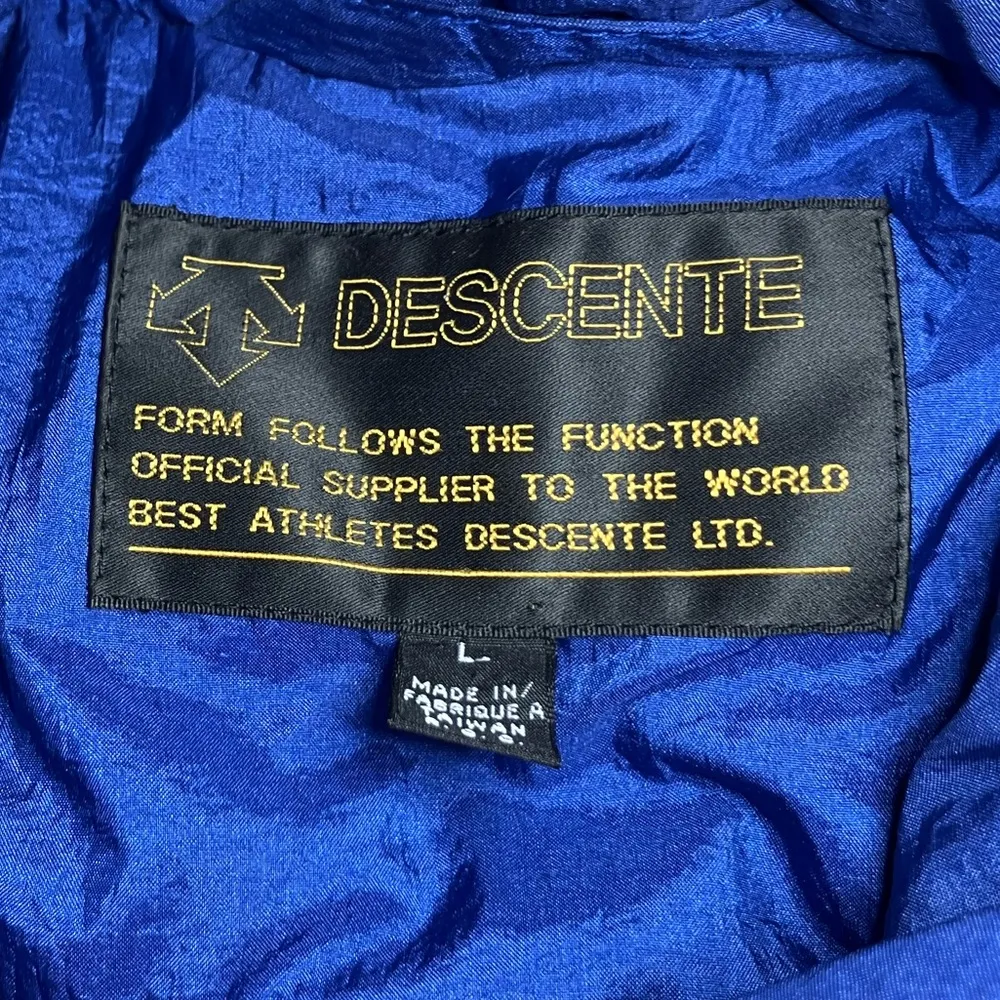 DESCENTE
FORM FOLLOWS THE FUNCTION
OFFICIAL SUPPLIER TO THE WORLD
BEST ATHLETES DESCENTE LTD.
L
MADE IN/
FABRIQUE A
TAIWAN